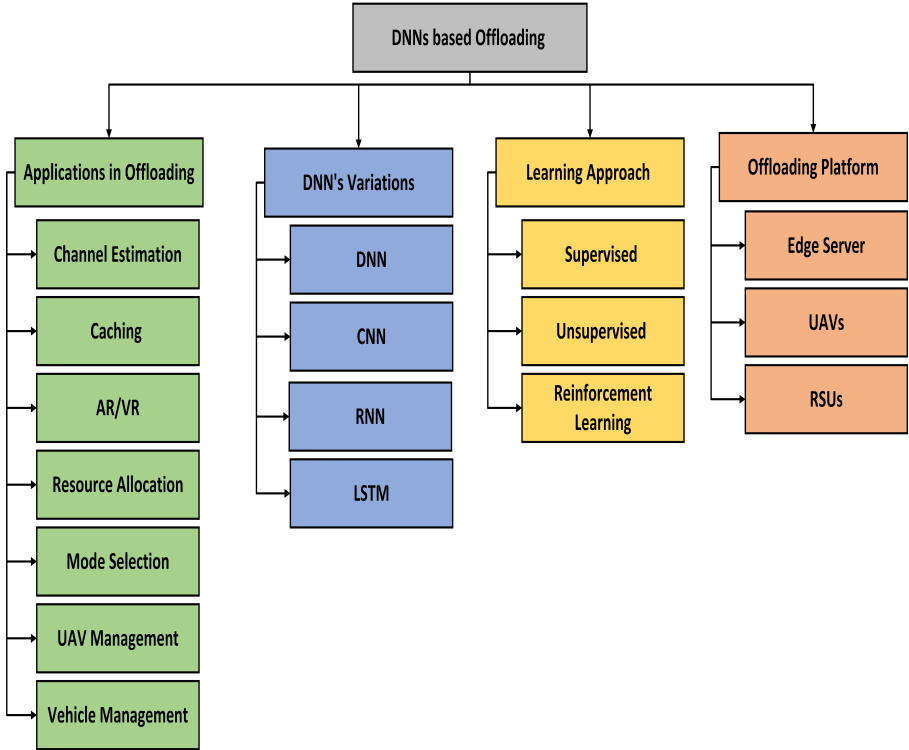 DNNs based Offloading
Applications in Offloading
Channel Estimation
Caching
AR/VR
Resource Allocation
Mode Selection
UAV Management
Vehicle Management
DNN's Variations
DNN
CNN
RNN
LSTM
Learning Approach
Supervised
Unsupervised
Reinforcement
Learning
Offloading Platform
Edge Server
UAVs
RSUs